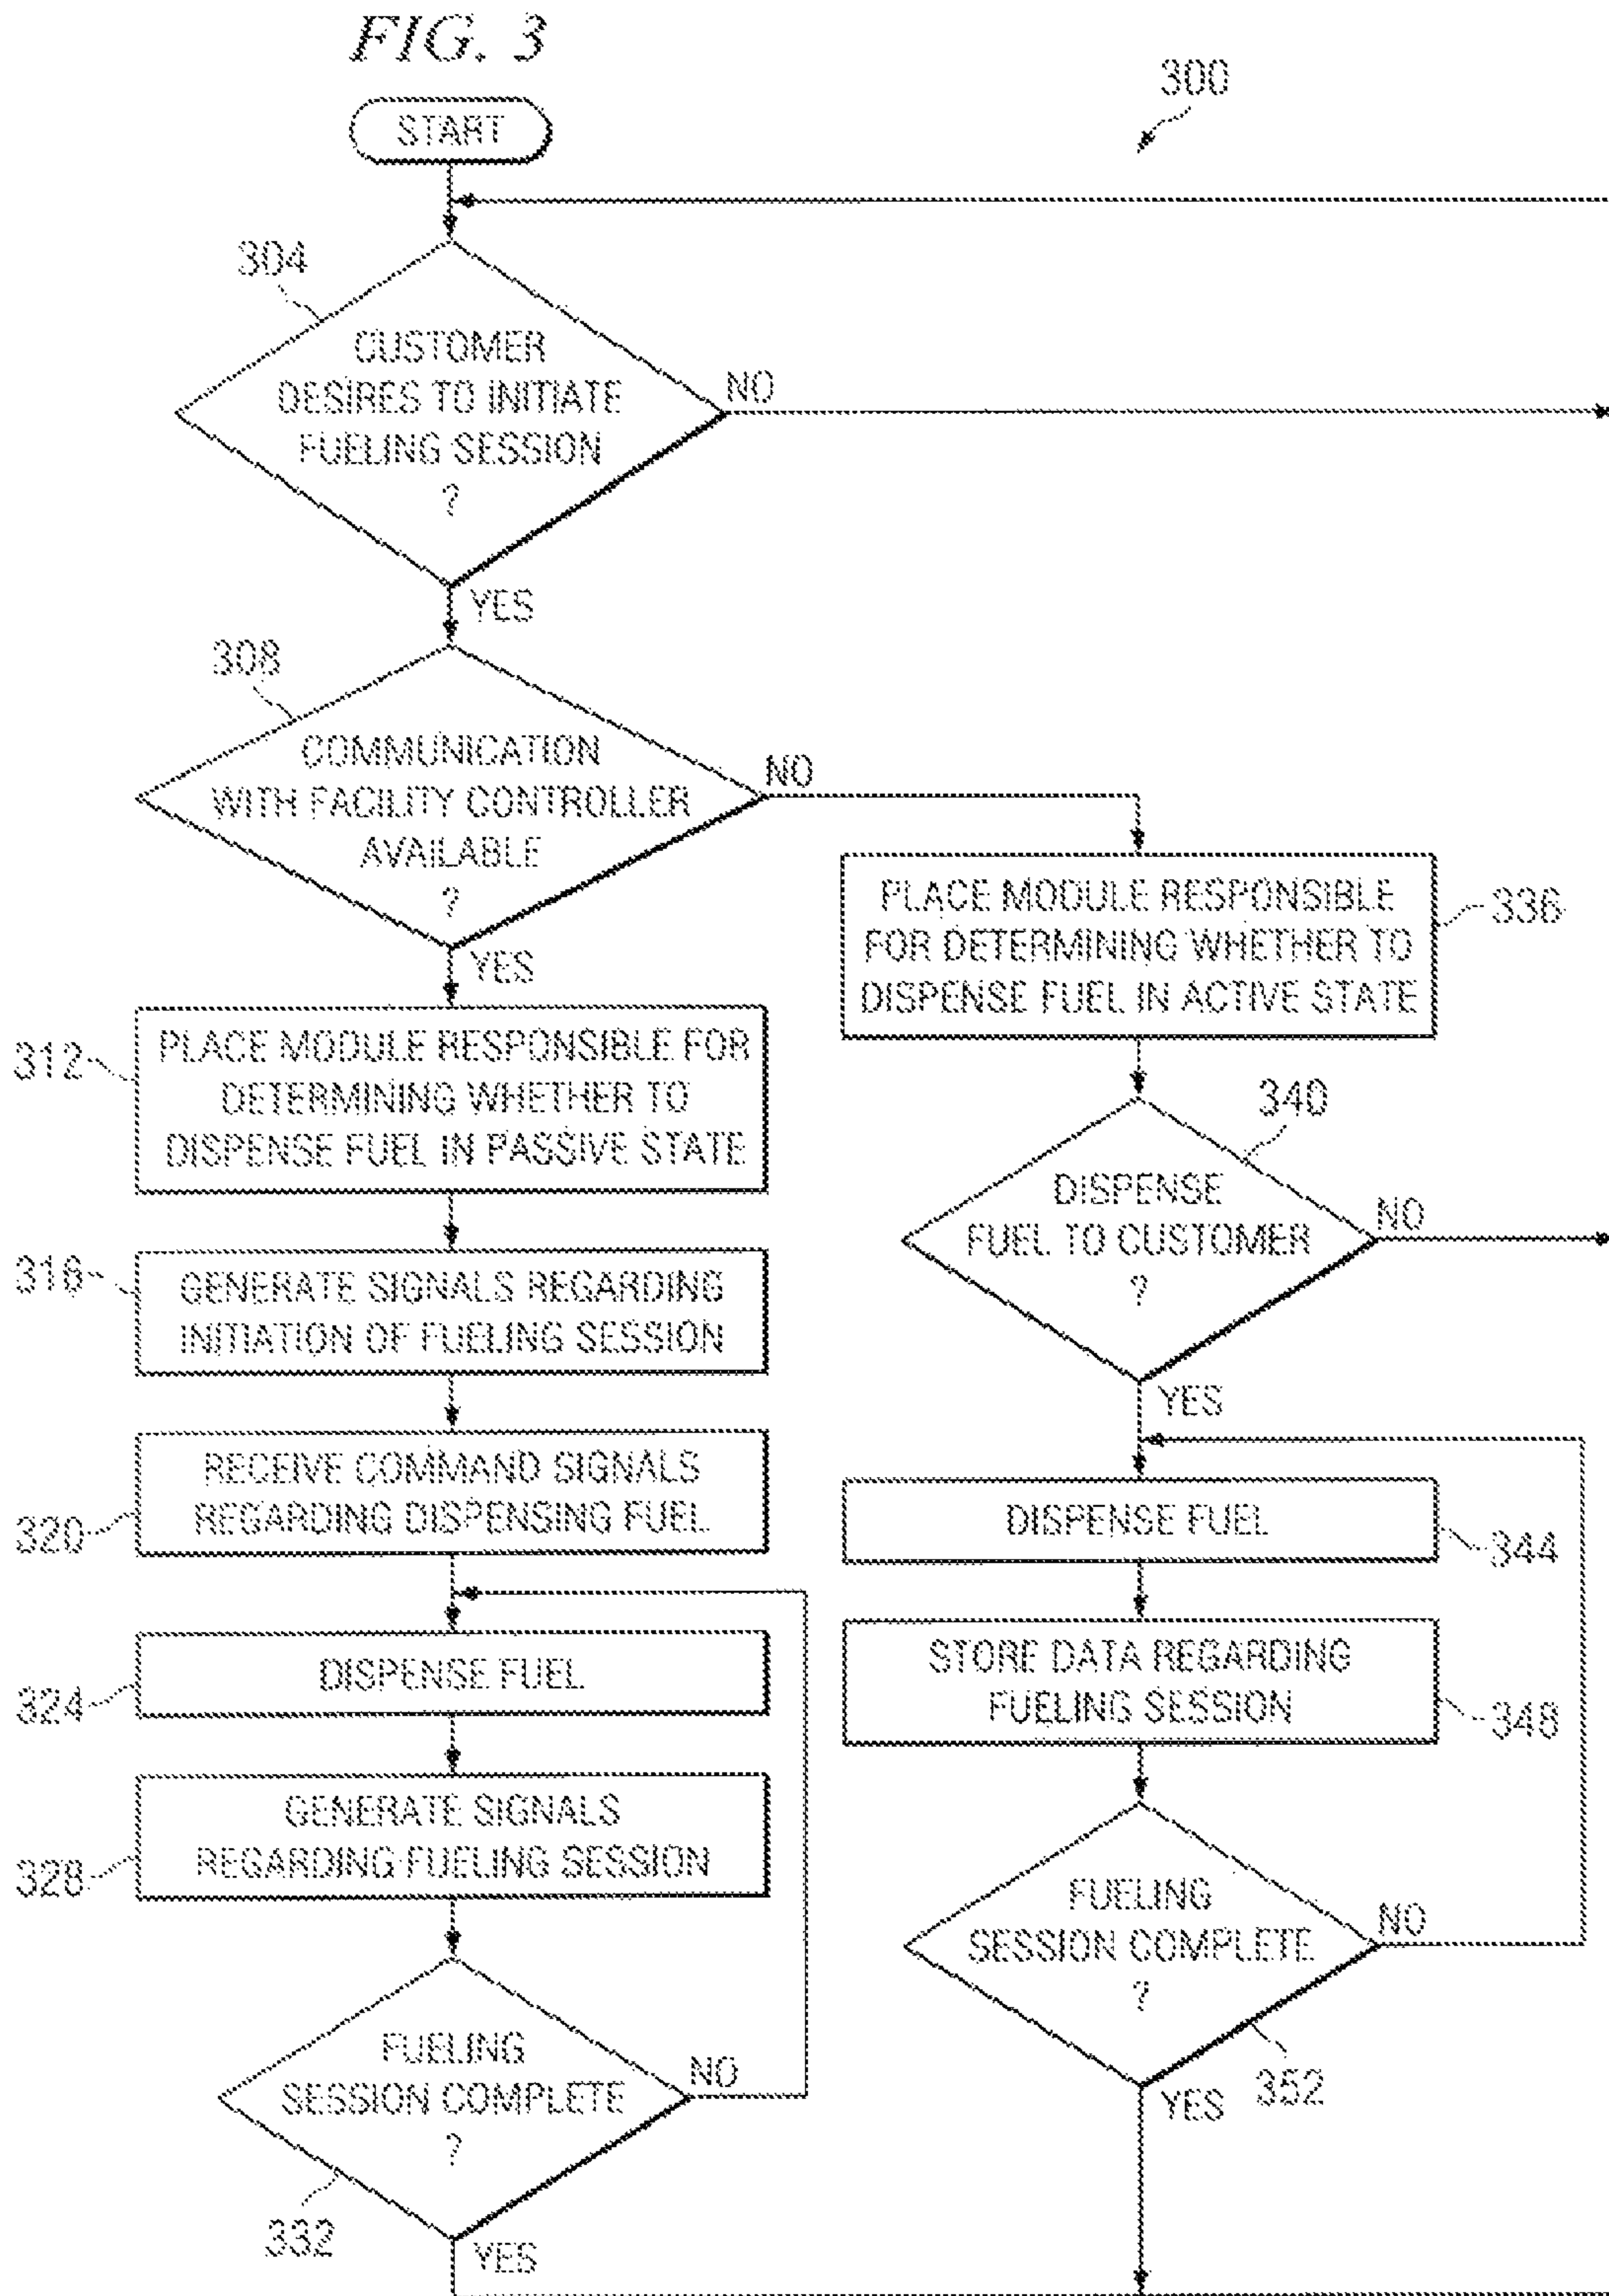 FIG. 3
300
START
304
CUSTOMER
DESIRES TO INITIATE
FUELING SESSION
?
NO
YES
308
COMMUNICATION
WITH FACILITY CONTROLLER
AVAILABLE
?
NO
YES
312
PLACE MODULE RESPONSIBLE FOR
DETERMINING WHETHER TO
DISPENSE FUEL IN PASSIVE STATE
316
GENERATE SIGNALS REGARDING
INITIATION OF FUELING SESSION
320
RECEIVE COMMAND SIGNALS
REGARDING DISPENSING FUEL
324
DISPENSE FUEL
328
GENERATE SIGNALS
REGARDING FUELING SESSION
FUELING
SESSION COMPLETE
?
NO
332
YES
PLACE MODULE RESPONSIBLE
FOR DETERMINING WHETHER TO
DISPENSE FUEL IN ACTIVE STATE
336
340
DISPENSE
FUEL TO CUSTOMER
?
NO
YES
DISPENSE FUEL
344
STORE DATA REGARDING
FUELING SESSION
348
FUELING
SESSION COMPLETE
?
NO
352
YES